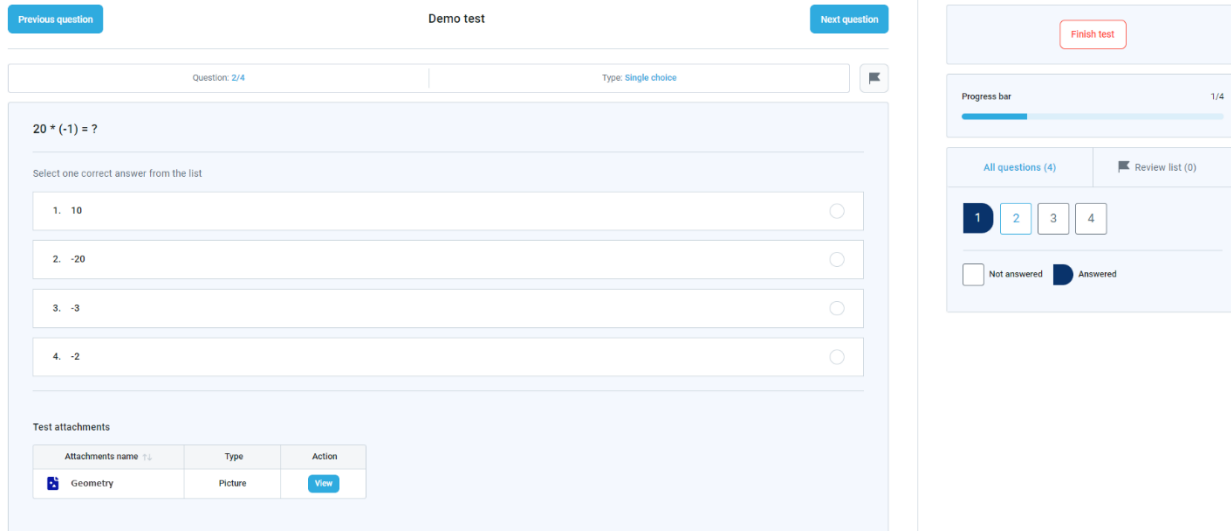 Previous question
Demo test
Next question
Question: 2/4
Type: Single choice
20 * (-1) = ?
Select one correct answer from the list
1. 10
2. -20
3. -3
4. -2
Test attachments
Attachments name Type Action
Geometry Picture View
Finish test
Progress bar 1/4
All questions (4) Review list (0)
1 2 3 4
Not answered Answered